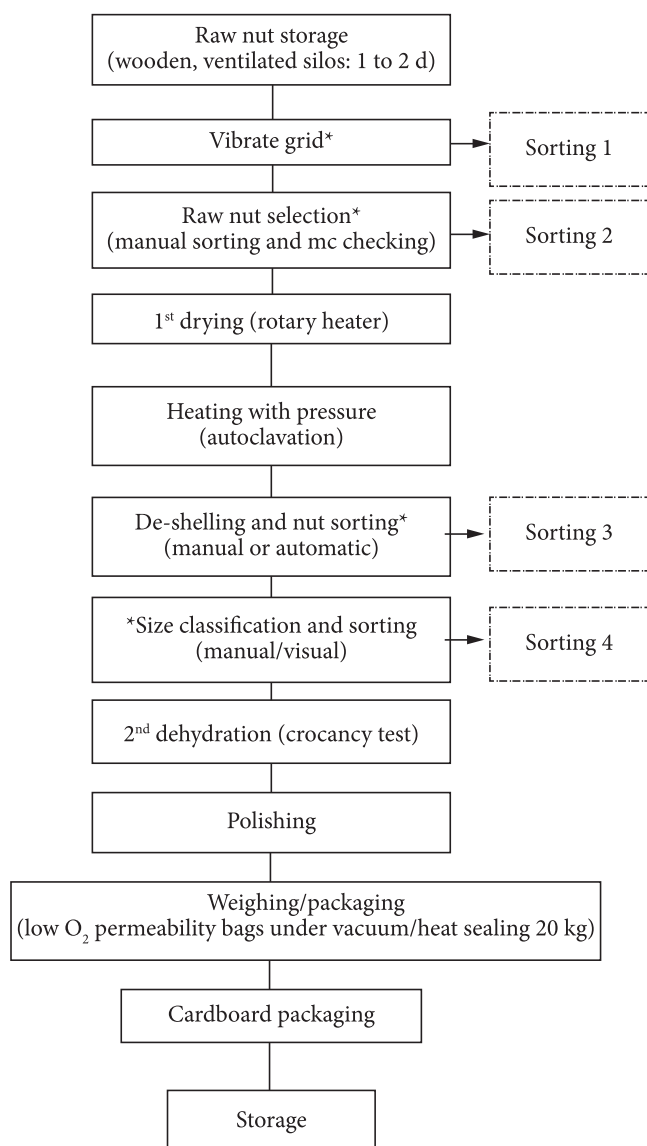 Raw nut storage
(wooden, ventilated silos: 1 to 2 d)
Vibrate grid*
Sorting 1
Raw nut selection*
(manual sorting and mc checking)
Sorting 2
1st drying (rotary heater)
Heating with pressure
(autoclavation)
De-shelling and nut sorting*
(manual or automatic)
Sorting 3
*Size classification and sorting
(manual/visual)
Sorting 4
2nd dehydration (crocancy test)
Polishing
Weighing/packaging
(low O2 permeability bags under vacuum/heat sealing 20 kg)
Cardboard packaging
Storage